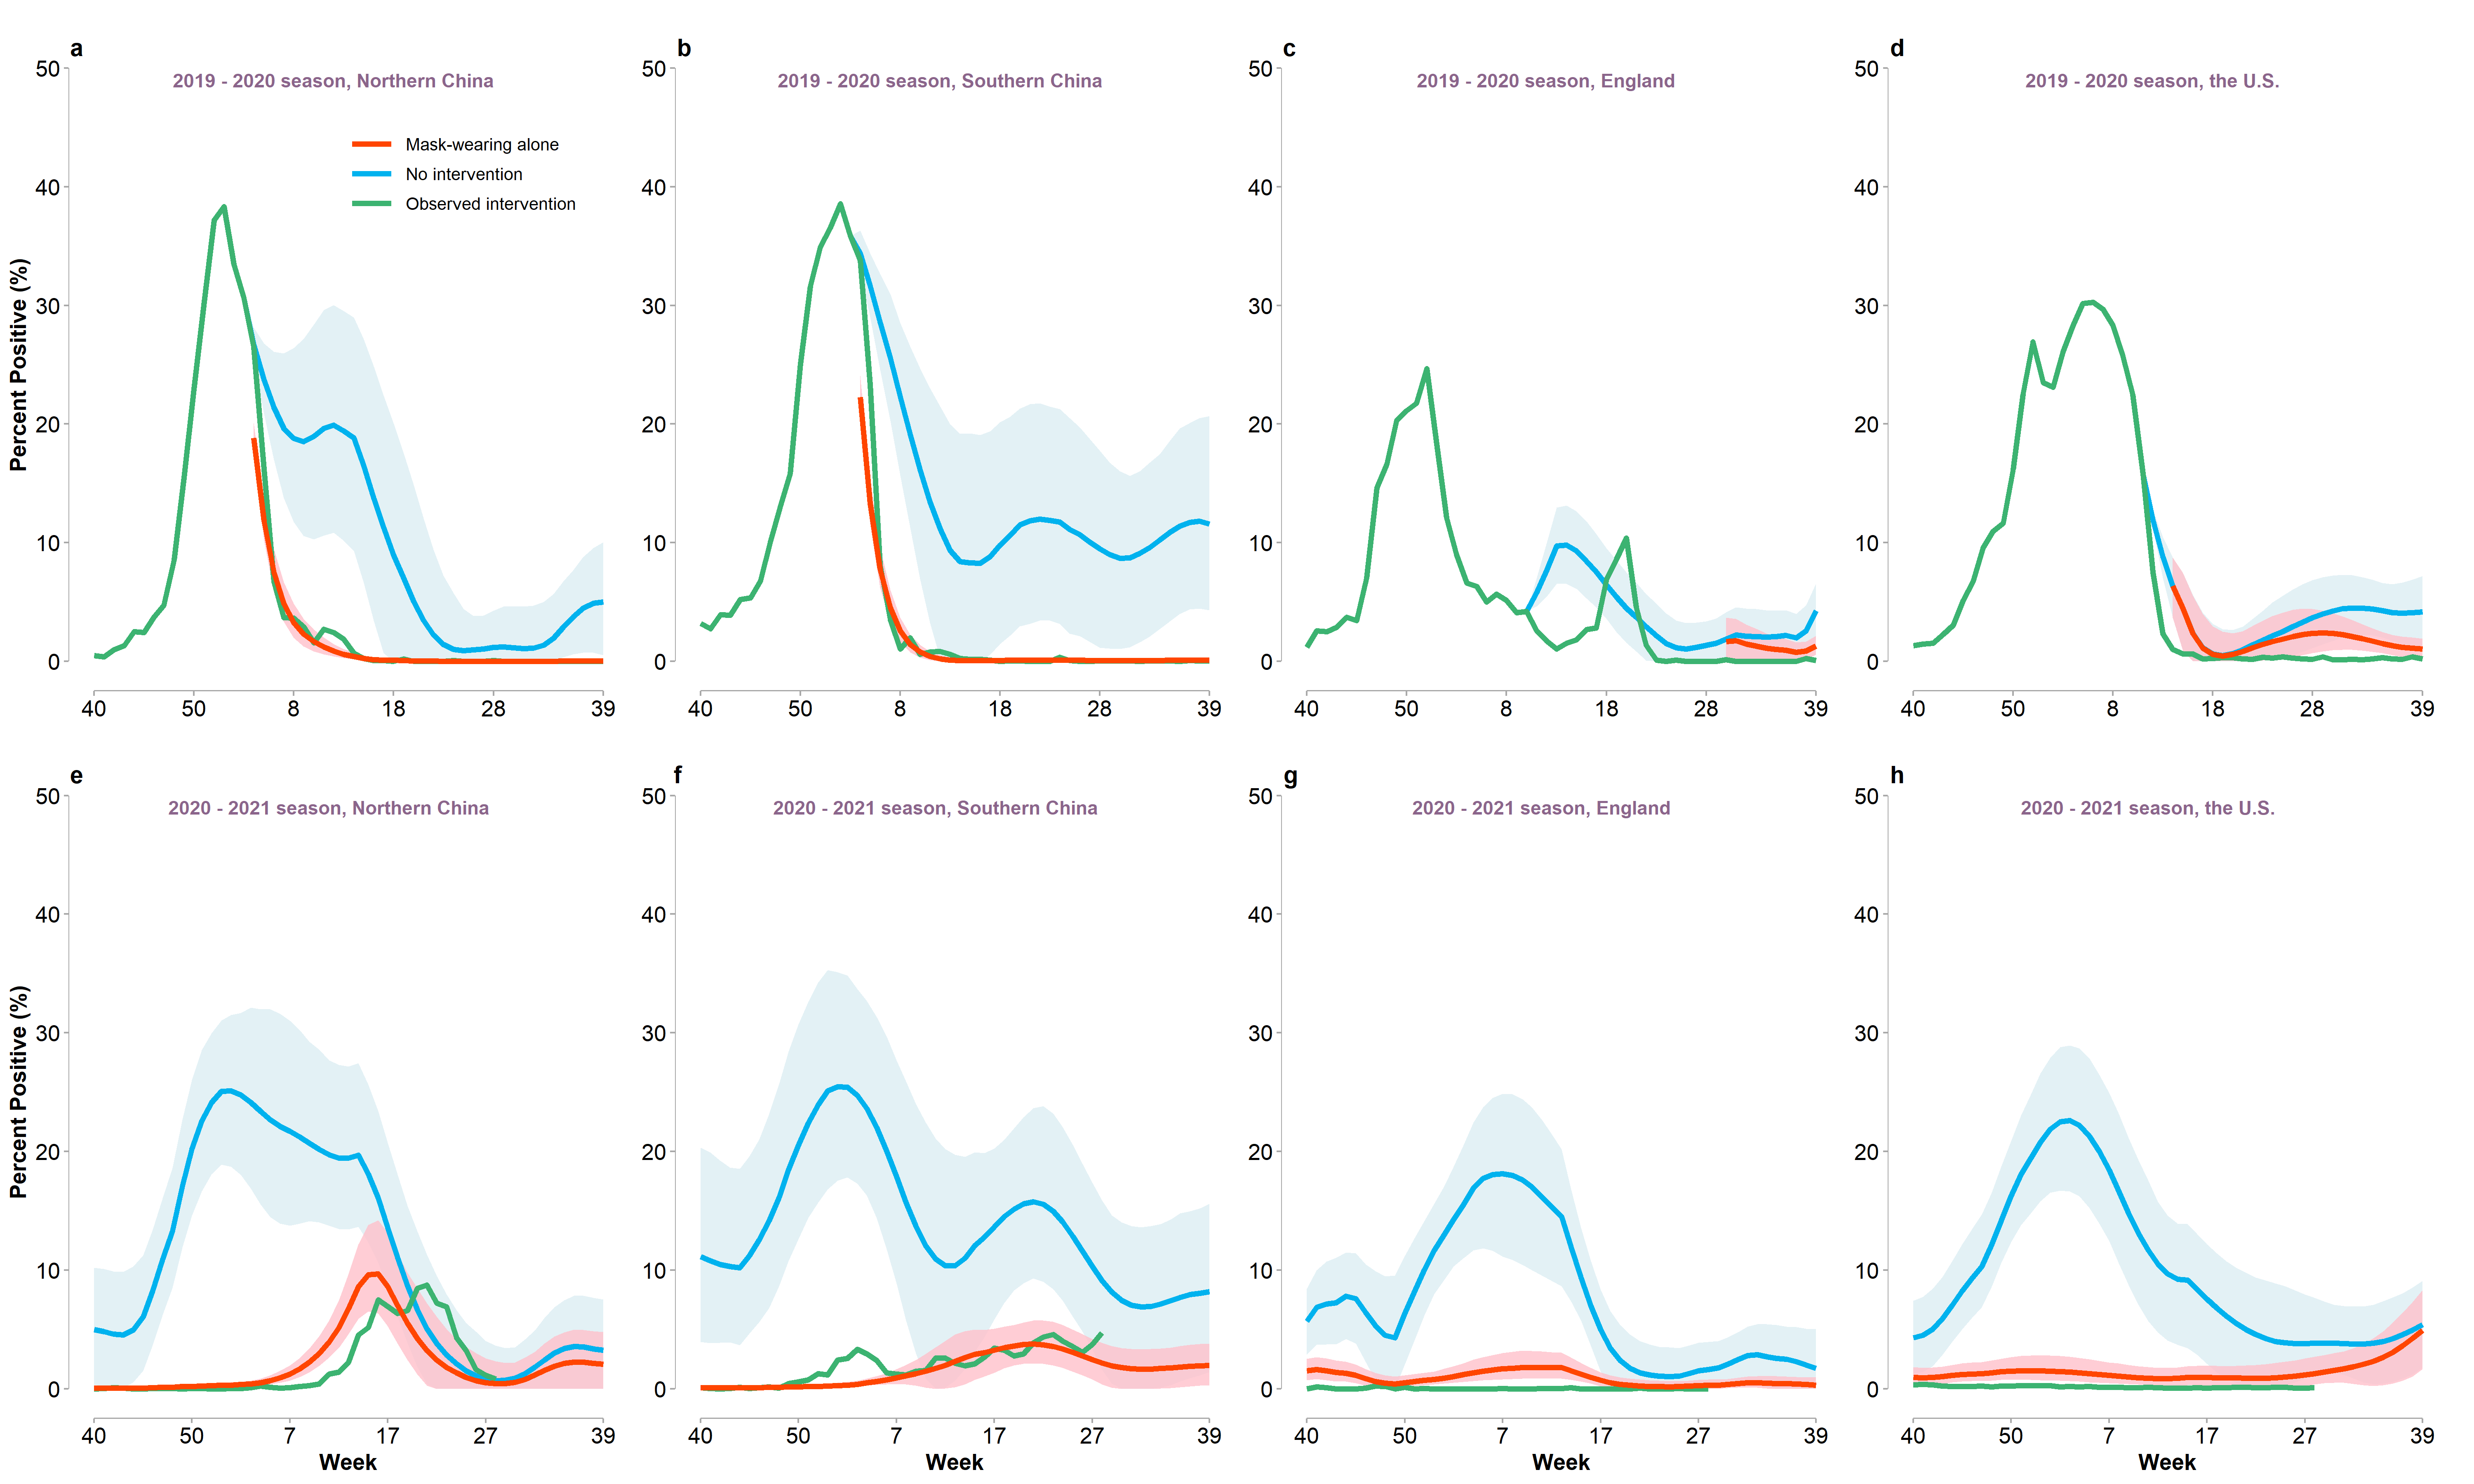 a
2019 - 2020 season, Northern China
Mask-wearing alone
No intervention
Observed intervention
Percent Positive (%)
50
40
30
20
10
0
40 50 8 18 28 39
b
2019 - 2020 season, Southern China
50
40
30
20
10
0
40 50 8 18 28 39
c
2019 - 2020 season, England
50
40
30
20
10
0
40 50 8 18 28 39
d
2019 - 2020 season, the U.S.
50
40
30
20
10
0
40 50 8 18 28 39
e
2020 - 2021 season, Northern China
Percent Positive (%)
50
40
30
20
10
0
40 50 7 17 27 39
Week
f
2020 - 2021 season, Southern China
50
40
30
20
10
0
40 50 7 17 27 39
Week
g
2020 - 2021 season, England
50
40
30
20
10
0
40 50 7 17 27 39
Week
h
2020 - 2021 season, the U.S.
50
40
30
20
10
0
40 50 7 17 27 39
Week